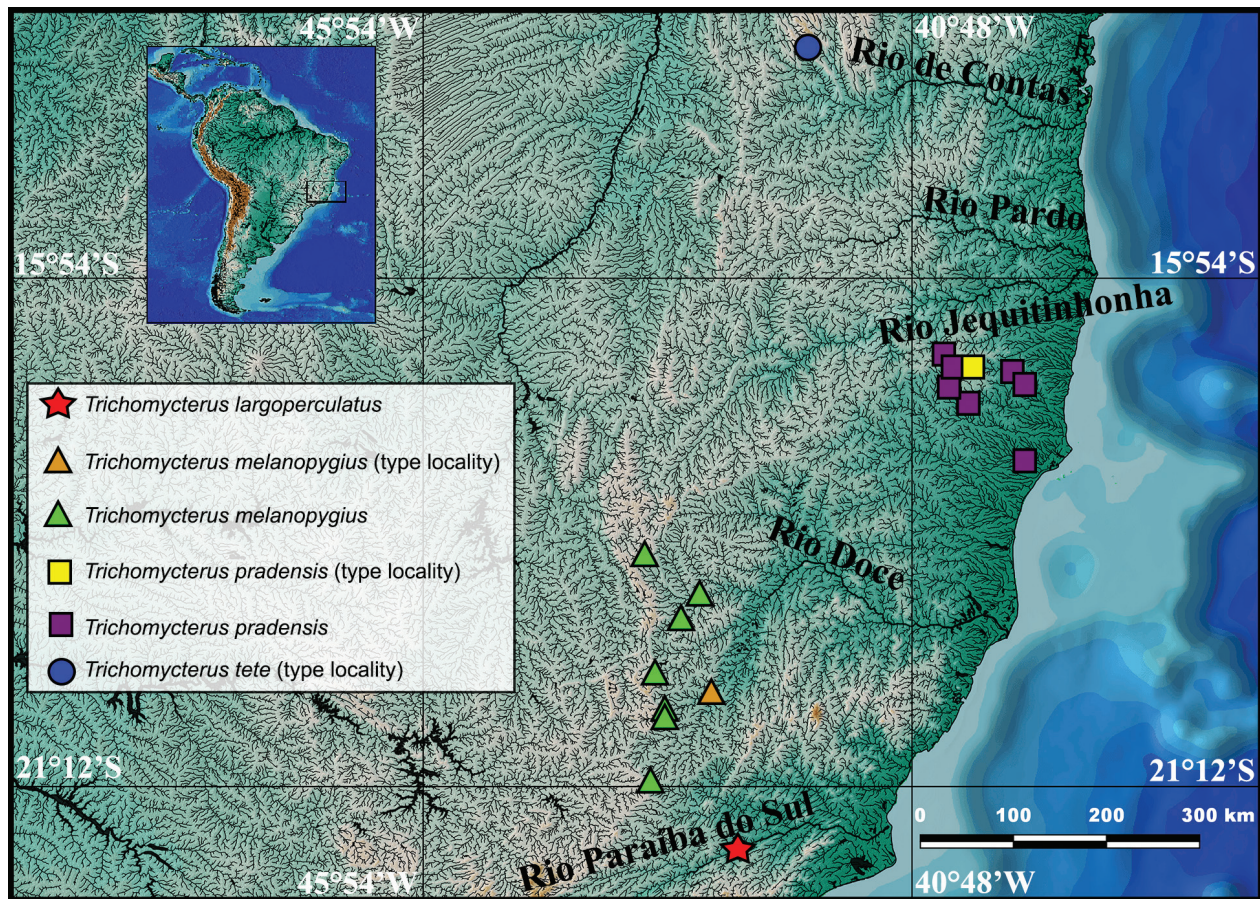 45°54’W
40°48’W
Rio de Contas
Rio Pardo
15°54’S
15°54’S
Rio Jequitinhonha
Trichomycterus largoperculatus
Trichomycterus melanopygius (type locality)
Trichomycterus melanopygius
Trichomycterus pradensis (type locality)
Trichomycterus pradensis
Trichomycterus tete (type locality)
Rio Doce
21°12’S
21°12’S
0 100 200 300 km
Rio Paraíba do Sul
45°54’W
40°48’W